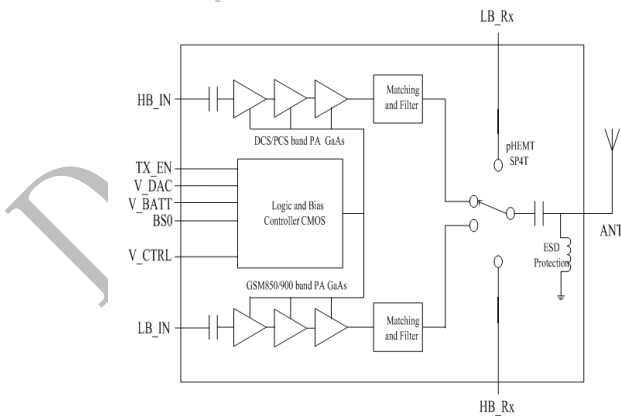 LB_Rx
HB_IN
Matching
and Filter
DCS/PCS band PA GaAs
pHEMT
SP4T
TX_EN
V_DAC
V_BATT
BS0
V_CTRL
Logic and Bias
Controller CMOS
ANT
ESD
Protection
GSM850/900 band PA GaAs
LB_IN
Matching
and Filter
HB_Rx